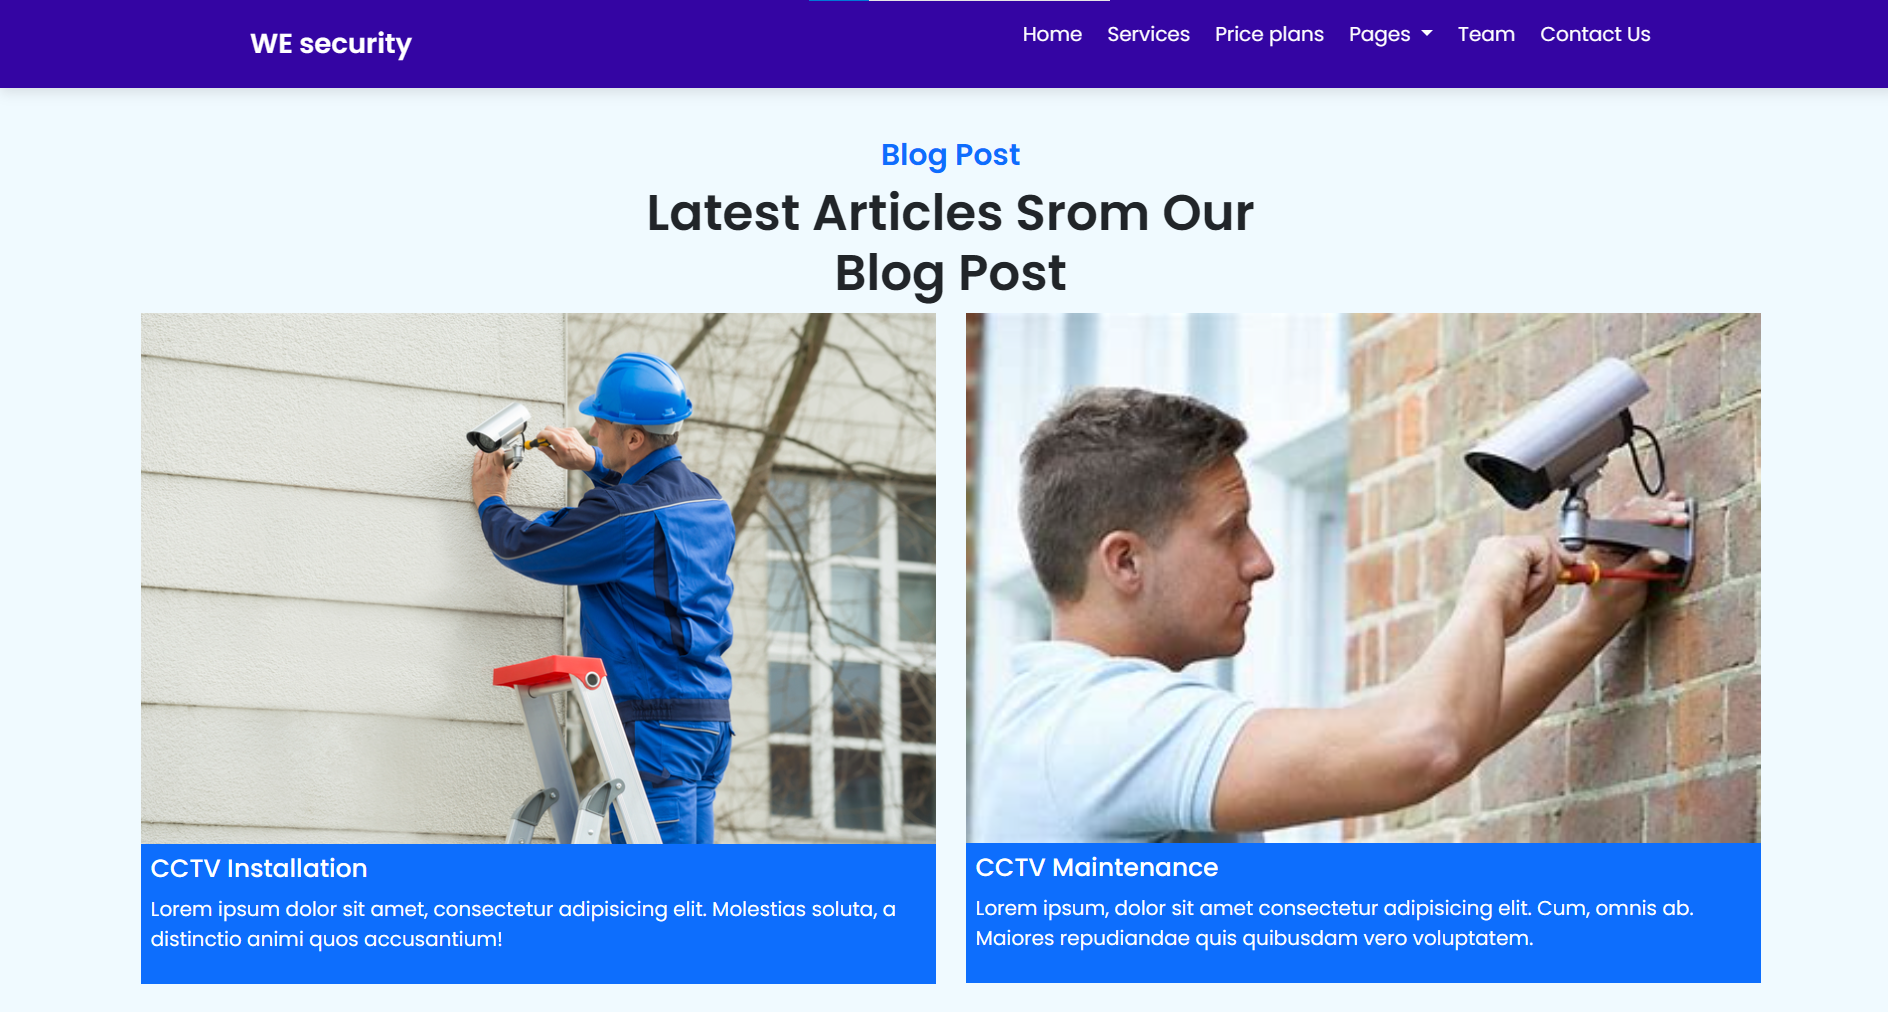 WE security
Home Services Price plans Pages Team Contact Us
Blog Post
Latest Articles Srom Our
Blog Post
CCTV Installation
Lorem ipsum dolor sit amet, consectetur adipisicing elit. Molestias soluta, a
distinctio animi quos accusantium!
CCTV Maintenance
Lorem ipsum, dolor sit amet consectetur adipisicing elit. Cum, omnis ab.
Maiores repudiandae quis quibusdam vero voluptatem.